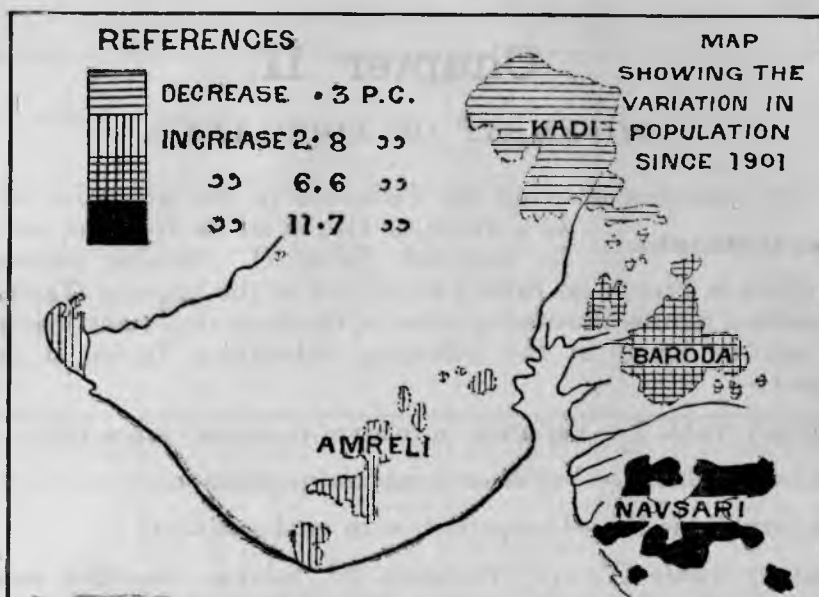 REFERENCES
DECREASE .3 P.C.
INCREASE 2.8 ,,
,, 6.6 ,,
,, 11.7 ,,
MAP
SHOWING THE
VARIATION IN
POPULATION
SINCE 1901
KADI
BARODA
AMRELI
NAVSARI